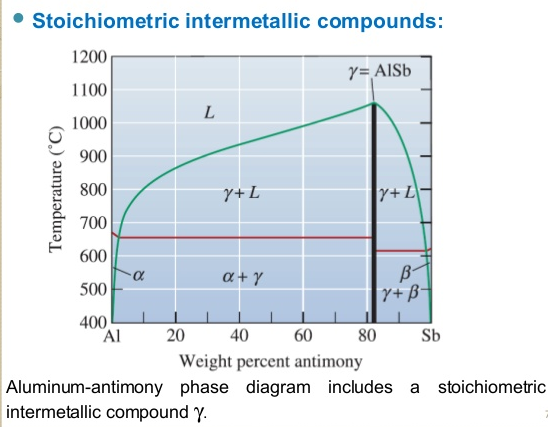 • Stoichiometric intermetallic compounds:
1200
γ= AlSb
1100
L
1000
900
800
γ+ L
γ+ L
700
600
α
α + γ
β
500
γ+ β
400
Al
20
40
60
80
Sb
Temperature (°C)
Weight percent antimony
Aluminum-antimony phase diagram includes a stoichiometric
intermetallic compound γ.